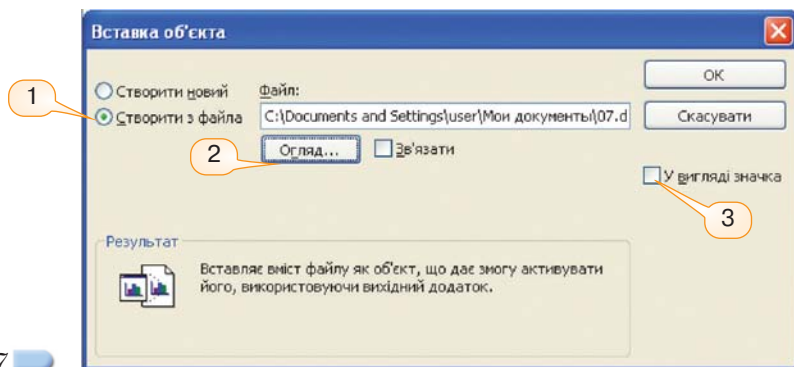 Вставка об'єкта
1
Створити новий
Файл:
ОК
Створити з файла
C:\Documents and Settings\user\Мои документы\07.d
Скасувати
2
Огляд...
Зв'язати
У вигляді значка
3
Результат
Вставляє вміст файлу як об'єкт, що дає змогу активувати
його, використовуючи вихідний додаток.
7